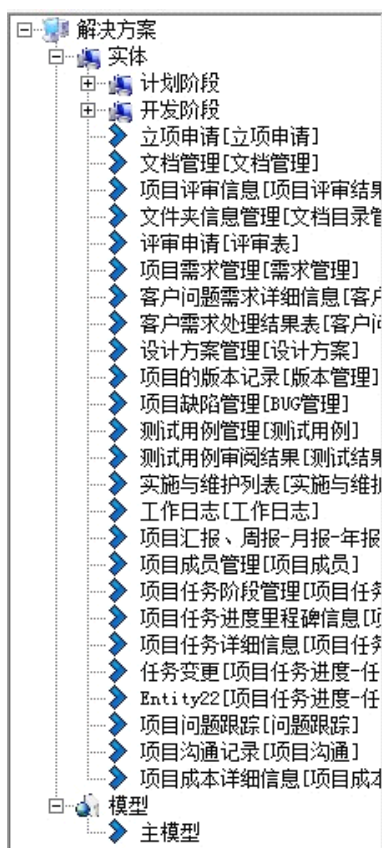 解决方案
实体
计划阶段
开发阶段
立项申请[立项申请]
文档管理[文档管理]
项目评审信息[项目评审结果
文件夹信息管理[文档目录管
评审申请[评审表]
项目需求管理[需求管理]
客户问题需求详细信息[客户
客户需求处理结果表[客户问
设计方案管理[设计方案]
项目的版本记录[版本管理]
项目缺陷管理[BUG管理]
测试用例管理[测试用例]
测试用例审阅结果[测试结果
实施与维护列表[实施与维护
工作日志[工作日志]
项目汇报、周报-月报-年报
项目成员管理[项目成员]
项目任务阶段管理[项目任务
项目任务进度里程碑信息[项
项目任务详细信息[项目任务
任务变更[项目任务进度-任
Entity22[项目任务进度-任
项目问题跟踪[问题跟踪]
项目沟通记录[项目沟通]
项目成本详细信息[项目成本
模型
主模型